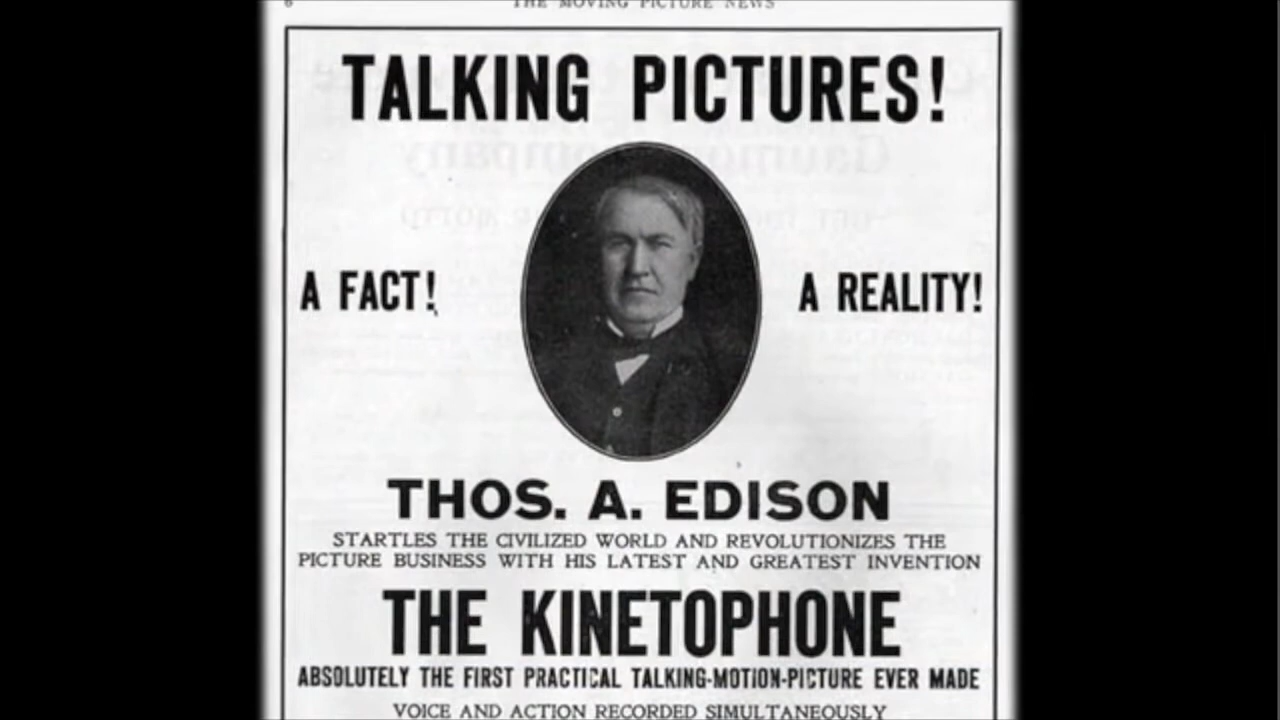 6
THE MOVING PICTURE NEWS
TALKING PICTURES!
A FACT!
A REALITY!
THOS. A. EDISON
STARTLES THE CIVILIZED WORLD AND REVOLUTIONIZES THE
PICTURE BUSINESS WITH HIS LATEST AND GREATEST INVENTION
THE KINETOPHONE
ABSOLUTELY THE FIRST PRACTICAL TALKING-MOTION-PICTURE EVER MADE
VOICE AND ACTION RECORDED SIMULTANEOUSLY